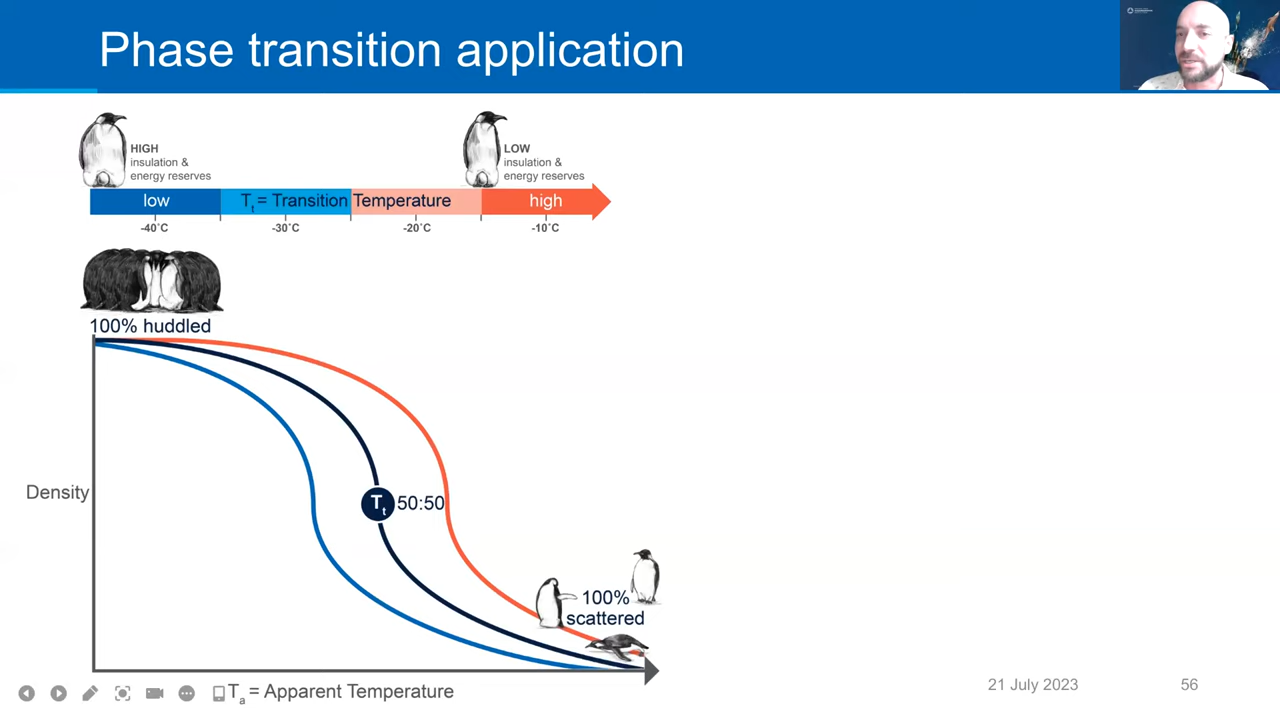 Phase transition application
HIGH
insulation &
energy reserves
LOW
insulation &
energy reserves
low
Tt = Transition Temperature
high
-40˚C
-30˚C
-20˚C
-10˚C
100% huddled
Density
Tt
50:50
100%
scattered
Ta = Apparent Temperature
21 July 2023
56